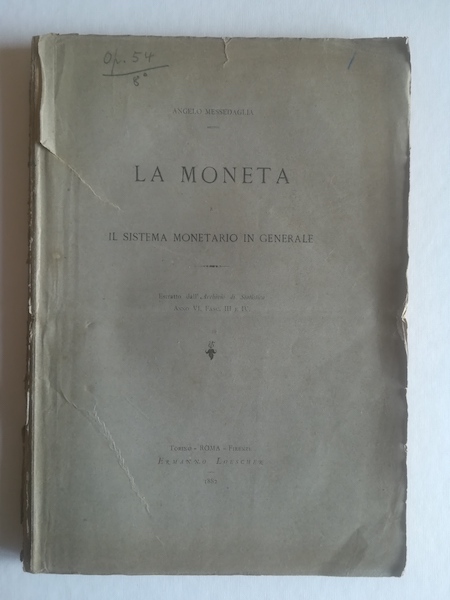 Op. 54
8°
ANGELO MESSEDAGLIA
LA MONETA
E
IL SISTEMA MONETARIO IN GENERALE
Estratto dall'Archivio di Statistica
Anno VI, Fasc. III e IV.
TORINO - ROMA - FIRENZE
ERMANNO LOESCHER